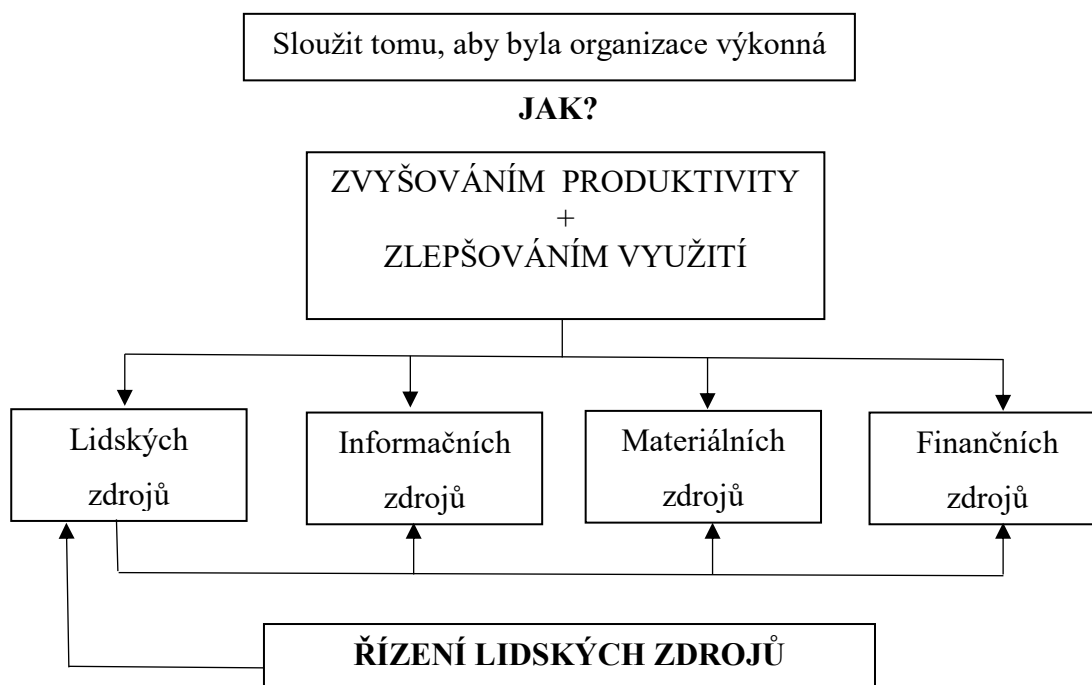 Sloužit tomu, aby byla organizace výkonná
JAK?
ZVYŠOVÁNÍM PRODUKTIVITY
+
ZLEPŠOVÁNÍM VYUŽITÍ
Lidských
zdrojů
Informačních
zdrojů
Materiálních
zdrojů
Finančních
zdrojů
ŘÍZENÍ LIDSKÝCH ZDROJŮ